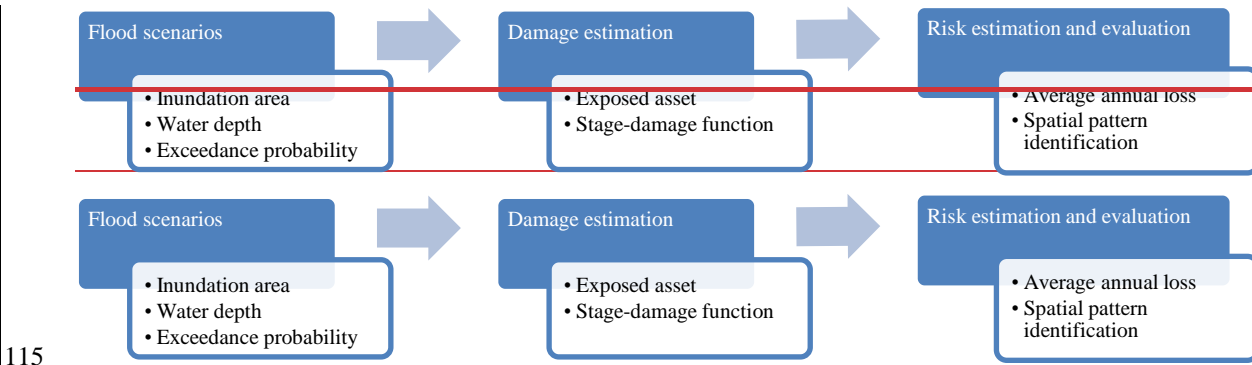 Flood scenarios
Damage estimation
Risk estimation and evaluation
• Inundation area
• Water depth
• Exceedance probability
• Exposed asset
• Stage-damage function
• Average annual loss
• Spatial pattern
identification
Flood scenarios
Damage estimation
Risk estimation and evaluation
• Inundation area
• Water depth
• Exceedance probability
• Exposed asset
• Stage-damage function
• Average annual loss
• Spatial pattern
identification
115